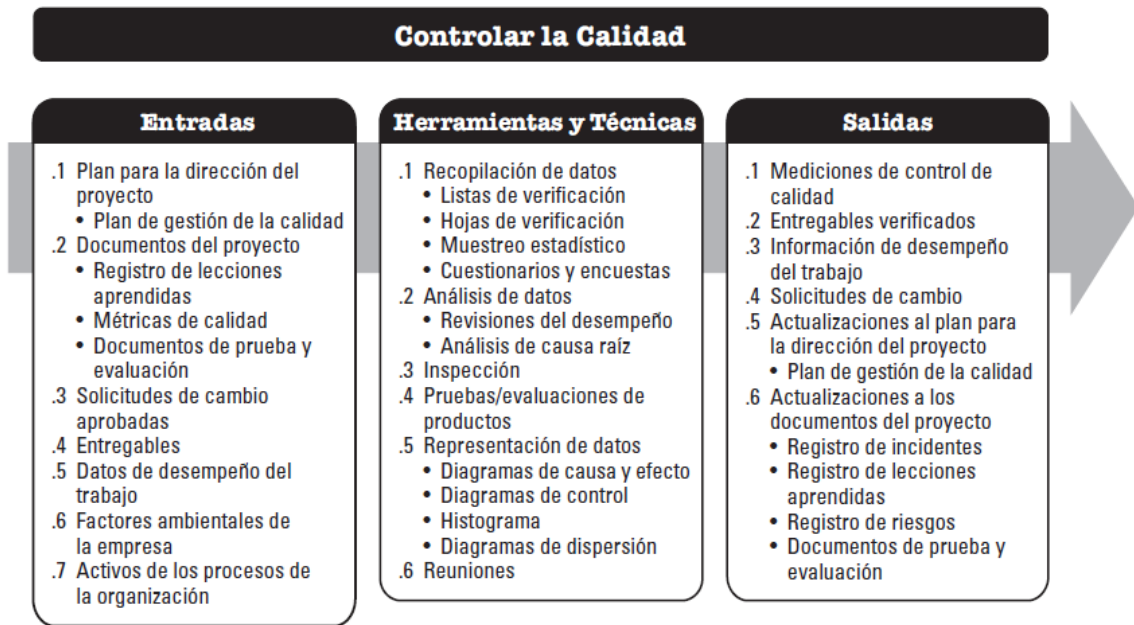 Controlar la Calidad
Entradas
.1 Plan para la dirección del
proyecto
• Plan de gestión de la calidad
.2 Documentos del proyecto
• Registro de lecciones
aprendidas
• Métricas de calidad
• Documentos de prueba y
evaluación
.3 Solicitudes de cambio
aprobadas
.4 Entregables
.5 Datos de desempeño del
trabajo
.6 Factores ambientales de
la empresa
.7 Activos de los procesos de
la organización
Herramientas y Técnicas
.1 Recopilación de datos
• Listas de verificación
• Hojas de verificación
• Muestreo estadístico
• Cuestionarios y encuestas
.2 Análisis de datos
• Revisiones del desempeño
• Análisis de causa raíz
.3 Inspección
.4 Pruebas/evaluaciones de
productos
.5 Representación de datos
• Diagramas de causa y efecto
• Diagramas de control
• Histograma
• Diagramas de dispersión
.6 Reuniones
Salidas
.1 Mediciones de control de
calidad
.2 Entregables verificados
.3 Información de desempeño
del trabajo
.4 Solicitudes de cambio
.5 Actualizaciones al plan para
la dirección del proyecto
• Plan de gestión de la calidad
.6 Actualizaciones a los
documentos del proyecto
• Registro de incidentes
• Registro de lecciones
aprendidas
• Registro de riesgos
• Documentos de prueba y
evaluación